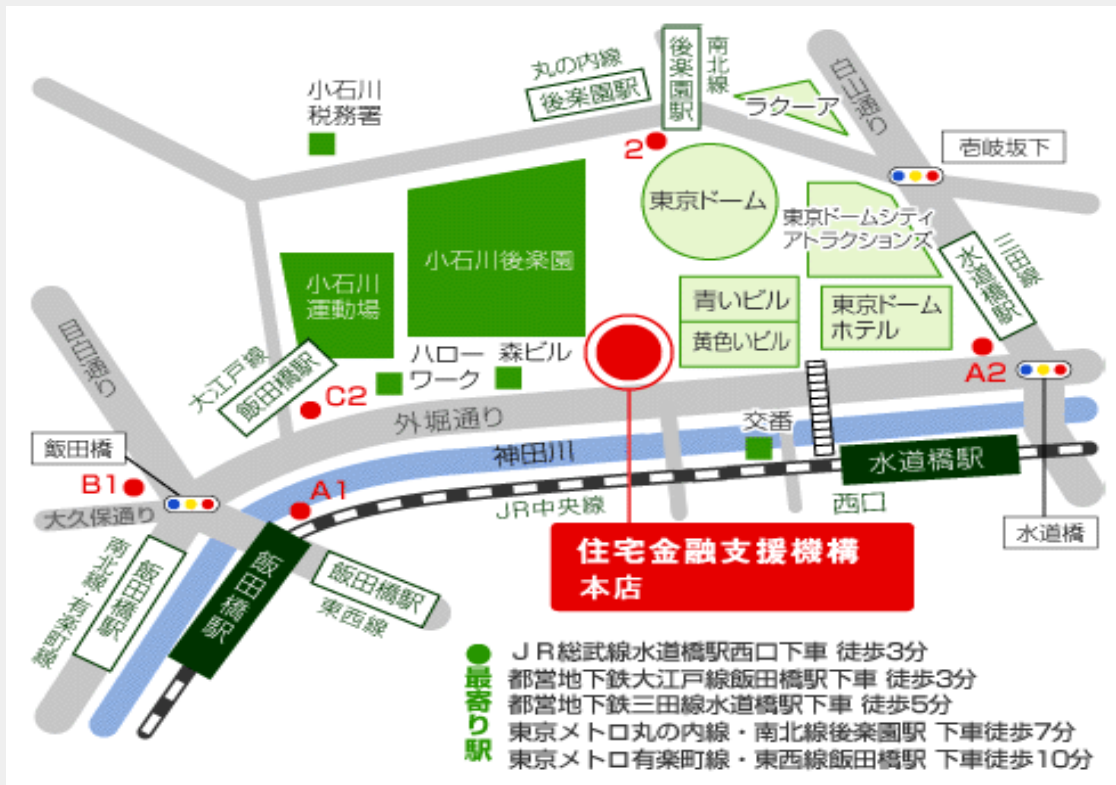 丸の内線
後楽園駅
後楽園駅
南北線
ラクーア
白山通り
小石川
税務署
2
壱岐坂下
東京ドーム
東京ドームシティ
アトラクションズ
小石川後楽園
三田線
水道橋駅
小石川
運動場
青いビル
黄色いビル
東京ドーム
ホテル
目白通り
大江戸線
飯田橋駅
ハロー
ワーク
森ビル
A2
C2
外堀通り
交番
飯田橋
神田川
水道橋駅
B1
A1
大久保通り
JR中央線
西口
水道橋
南北線・有楽町線
飯田橋駅
飯田橋駅
飯田橋駅
東西線
住宅金融支援機構
本店
最寄り駅
JR総武線水道橋駅西口下車 徒歩3分
都営地下鉄大江戸線飯田橋駅下車 徒歩3分
都営地下鉄三田線水道橋駅下車 徒歩5分
東京メトロ丸の内線・南北線後楽園駅 下車徒歩7分
東京メトロ有楽町線・東西線飯田橋駅 下車徒歩10分